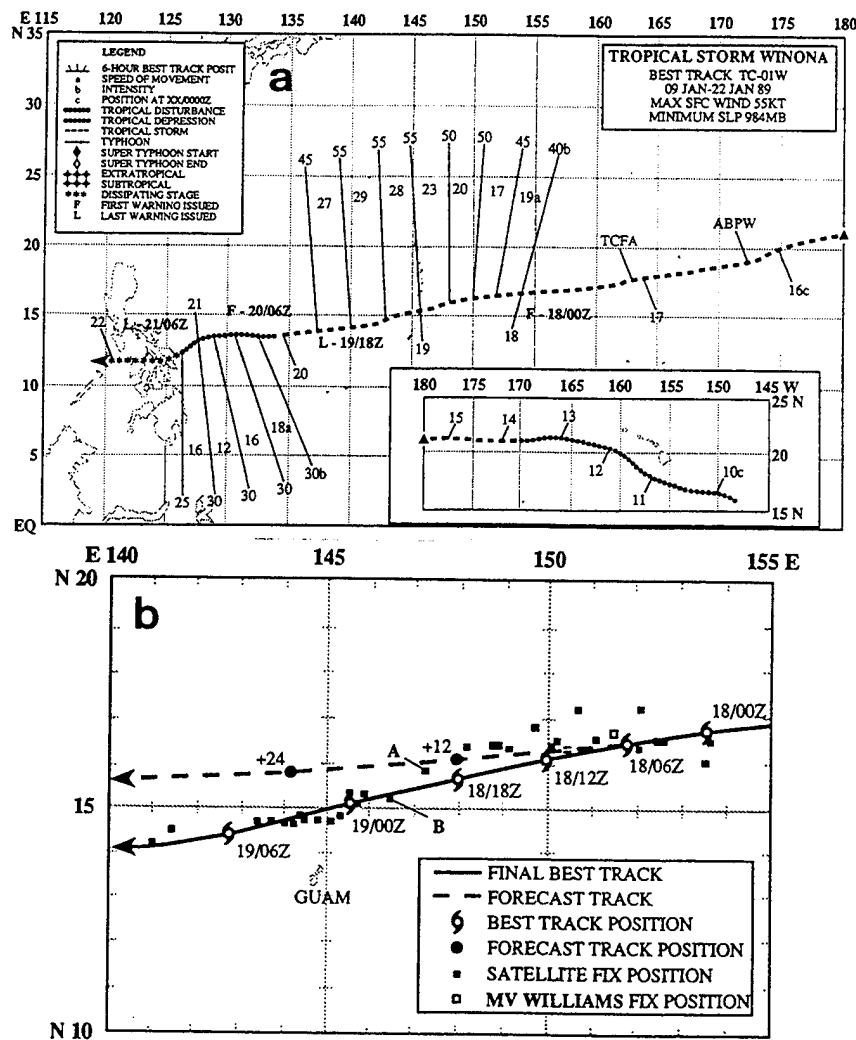 E 115 120 125 130 135 140 145 150 155 160 165 170 175 180
N 35
a
LEGEND
6-HOUR BEST TRACK POSIT
a SPEED OF MOVEMENT
b INTENSITY
c POSITION AT XX/0000Z
TROPICAL DISTURBANCE
TROPICAL DEPRESSION
TROPICAL STORM
TYPHOON
SUPER TYPHOON START
SUPER TYPHOON END
EXTRATROPICAL
SUBTROPICAL
DISSIPATING STAGE
F FIRST WARNING ISSUED
L LAST WARNING ISSUED
TROPICAL STORM WINONA
BEST TRACK TC-01W
09 JAN-22 JAN 89
MAX SFC WIND 55KT
MINIMUM SLP 984MB
30
25
20
15
10
5
EQ
45 55 55 55 50 50 45 40b
27 29 28 23 20 17 19a
TCFA ABPW
16c
17
22 L - 21/06Z 21 F - 20/06Z
L - 19/18Z 19 18 F - 18/00Z
20
16 12 16 18a
25 30 30 30 30b
180 175 170 165 160 155 150 145 W
25 N
15 14 13
20
12 11 10c
15 N
E 140 145 150 155 E
N 20
b
18/00Z
+24 A +12
18/06Z
18/12Z
18/18Z
15
B
19/00Z
19/06Z
GUAM
FINAL BEST TRACK
FORECAST TRACK
BEST TRACK POSITION
FORECAST TRACK POSITION
SATELLITE FIX POSITION
MV WILLIAMS FIX POSITION
N 10